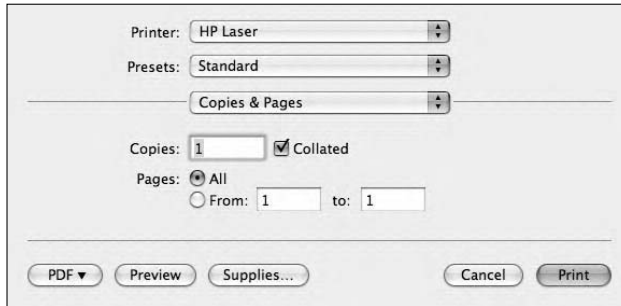 Printer: HP Laser
Presets: Standard
Copies & Pages
Copies: 1 Collated
Pages: All
From: 1 to: 1
PDF Preview Supplies... Cancel Print